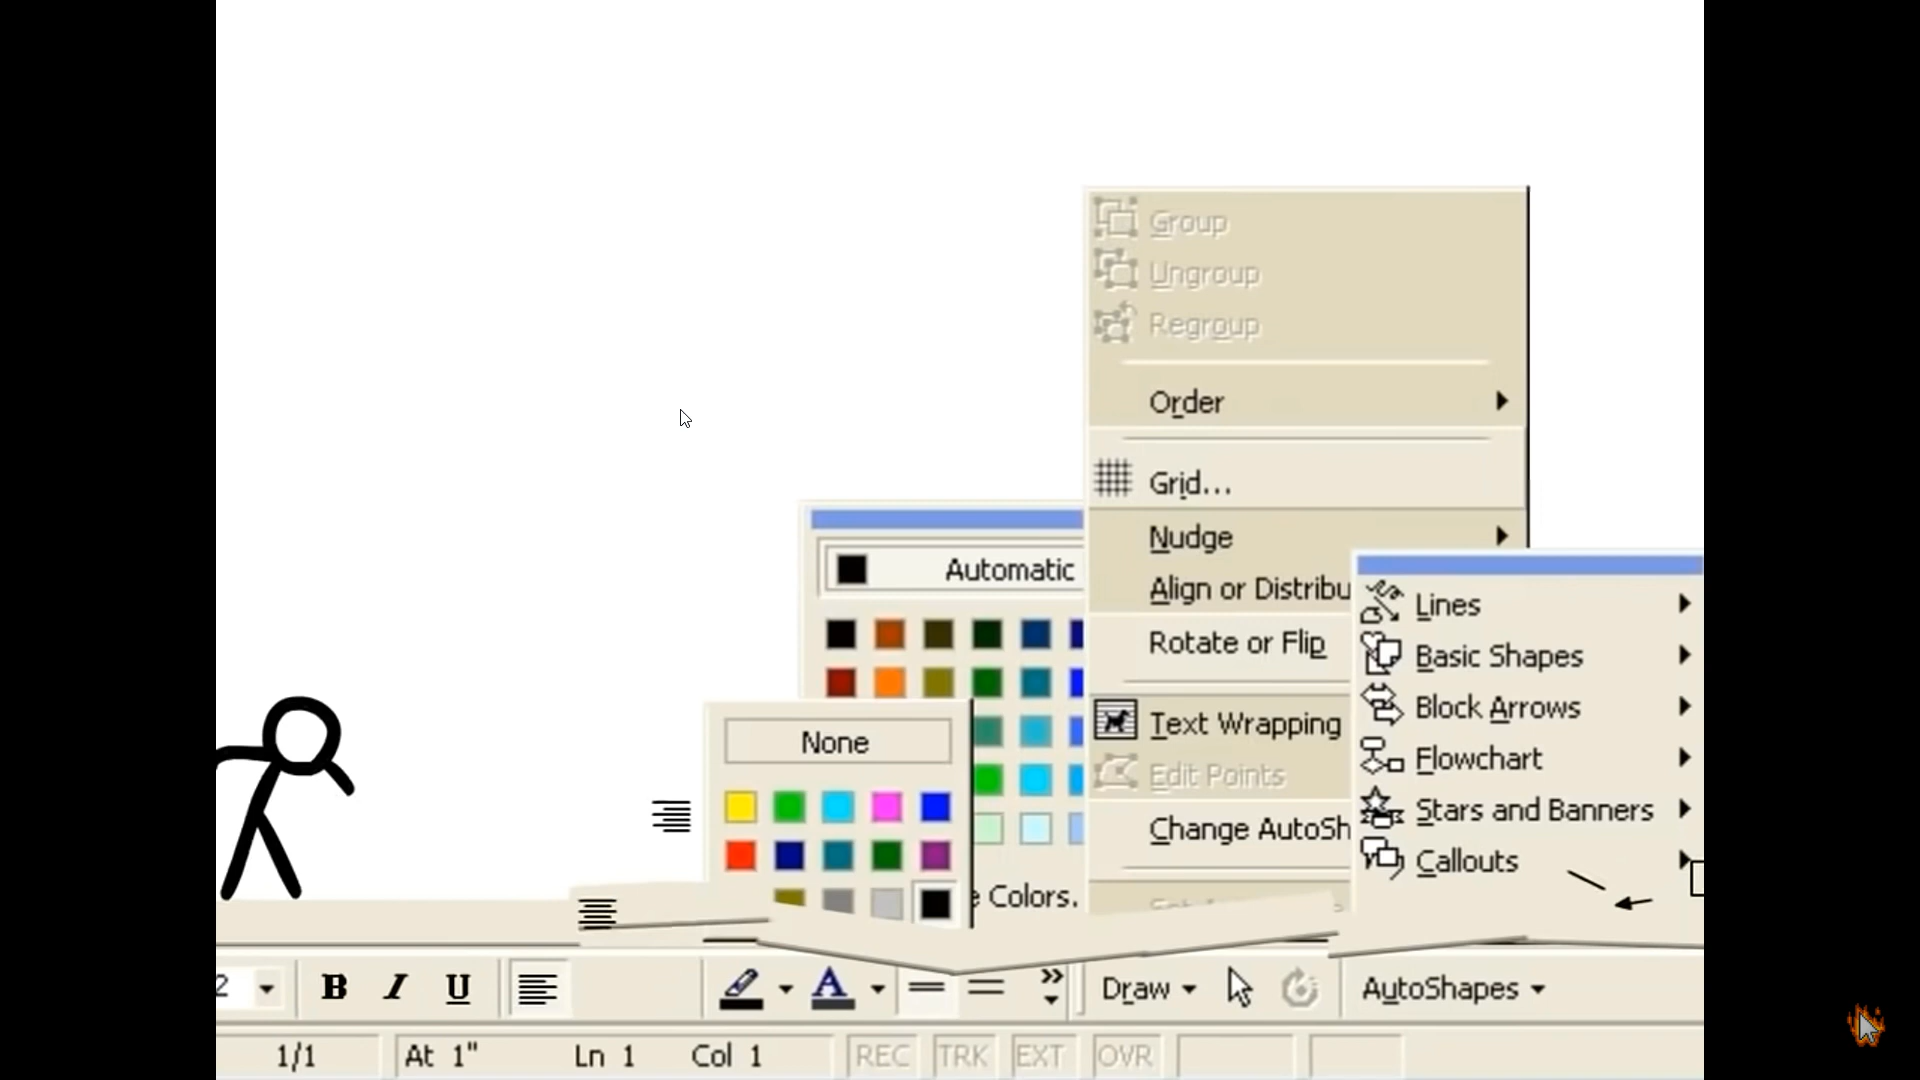 Group
Ungroup
Regroup
Order
Grid...
Nudge
Automatic
Align or Distribu
Lines
Rotate or Flip
Basic Shapes
Block Arrows
Text Wrapping
None
Flowchart
Edit Points
Stars and Banners
Change AutoSh
Callouts
e Colors.
2 B I U A Draw AutoShapes
1/1 At 1" Ln 1 Col 1 REC TRK EXT OVR